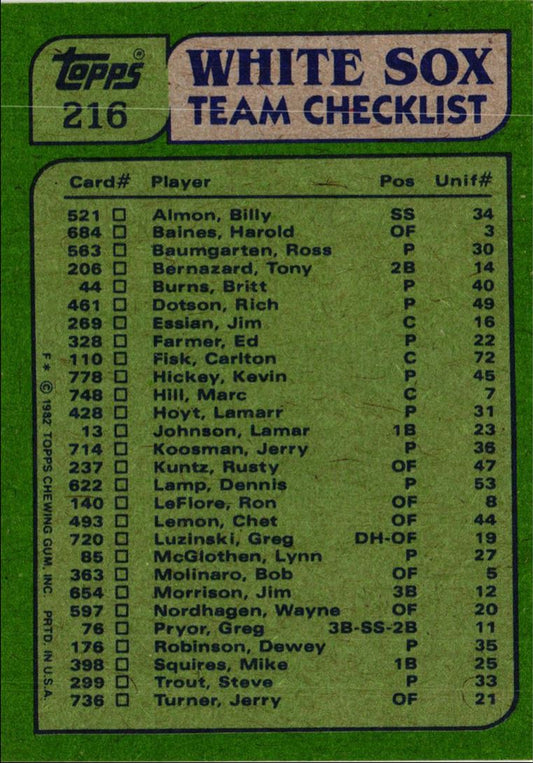 Topps®
216
WHITE SOX
TEAM CHECKLIST
Card# Player Pos Unif#
521 Almon, Billy SS 34
684 Baines, Harold OF 3
563 Baumgarten, Ross P 30
206 Bernazard, Tony 2B 14
44 Burns, Britt P 40
461 Dotson, Rich P 49
269 Essian, Jim C 16
328 Farmer, Ed P 22
110 Fisk, Carlton C 72
778 Hickey, Kevin P 45
748 Hill, Marc C 7
428 Hoyt, Lamarr P 31
13 Johnson, Lamar 1B 23
714 Koosman, Jerry P 36
237 Kuntz, Rusty OF 47
622 Lamp, Dennis P 53
140 LeFlore, Ron OF 8
493 Lemon, Chet OF 44
720 Luzinski, Greg DH-OF 19
85 McGlothen, Lynn P 27
363 Molinaro, Bob OF 5
654 Morrison, Jim 3B 12
597 Nordhagen, Wayne OF 20
76 Pryor, Greg 3B-SS-2B 11
176 Robinson, Dewey P 35
398 Squires, Mike 1B 25
299 Trout, Steve P 33
736 Turner, Jerry OF 21
F* © 1982 TOPPS CHEWING GUM, INC. PRTD. IN U.S.A.